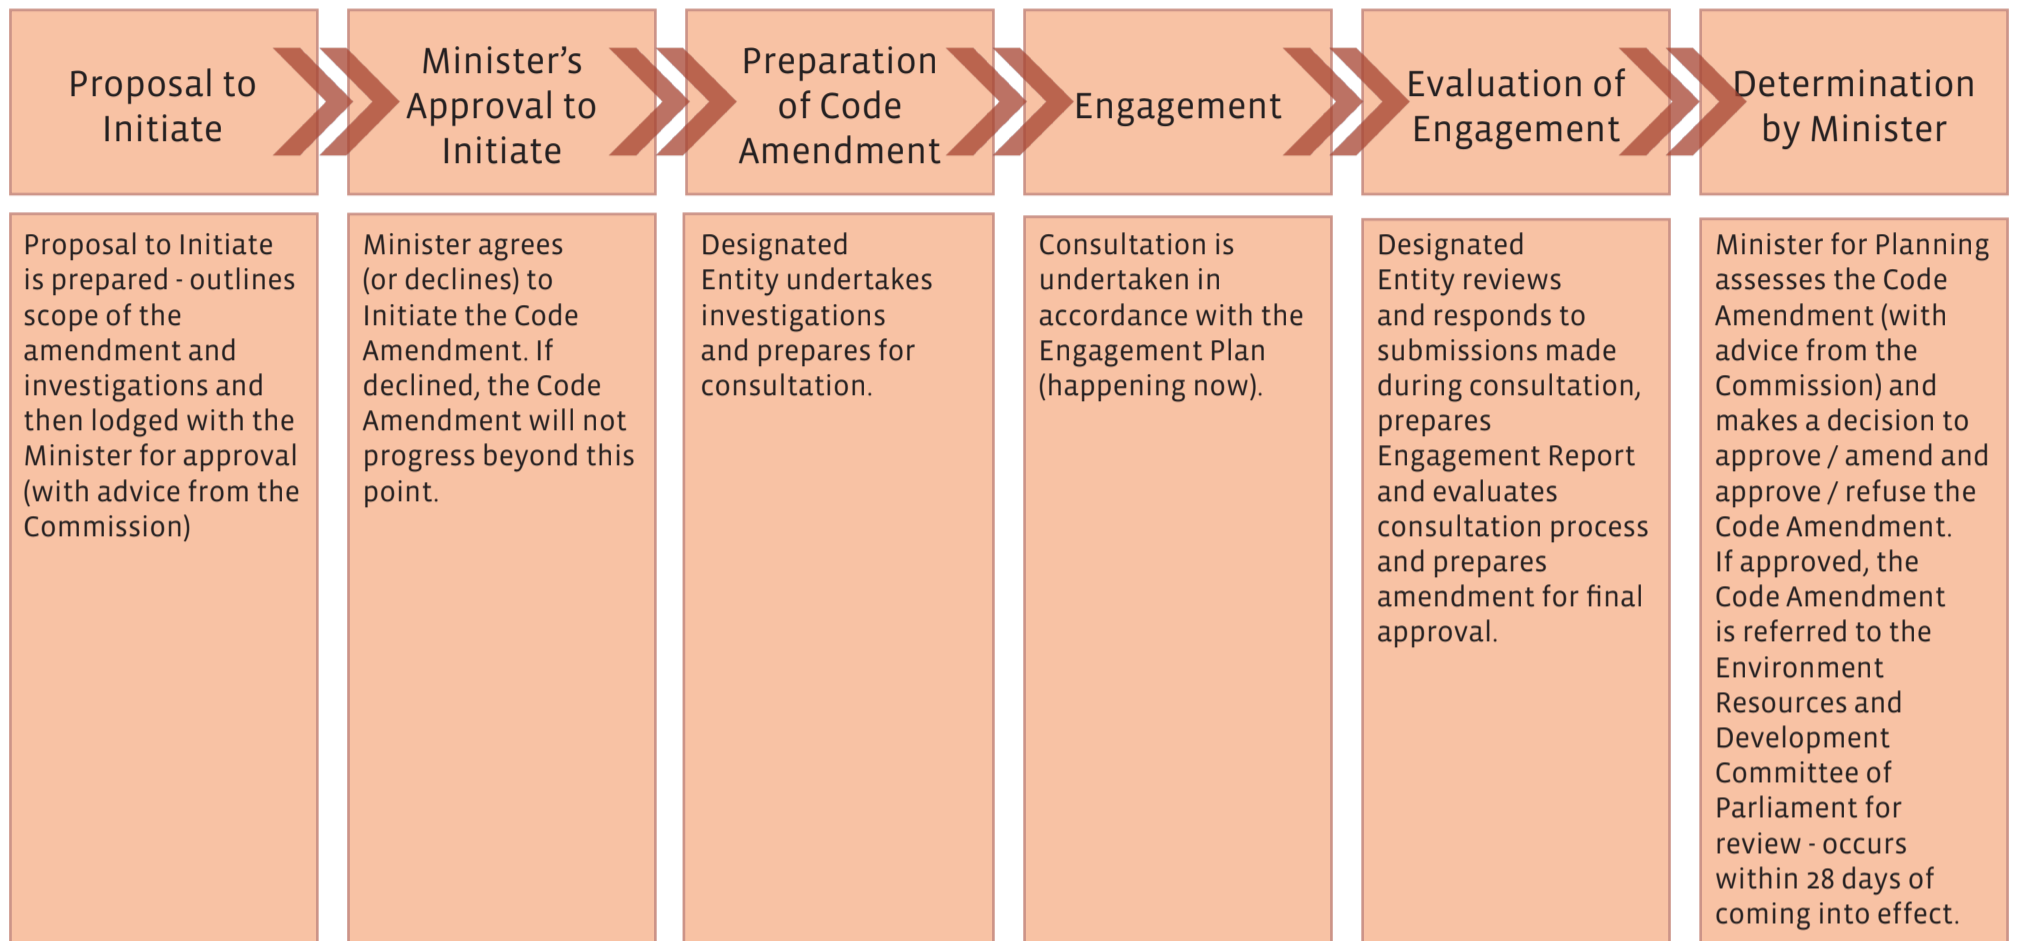 Proposal to
Initiate
Minister’s
Approval to
Initiate
Preparation
of Code
Amendment
Engagement
Evaluation of
Engagement
Determination
by Minister
Proposal to Initiate
is prepared - outlines
scope of the
amendment and
investigations and
then lodged with the
Minister for approval
(with advice from the
Commission)
Minister agrees
(or declines) to
Initiate the Code
Amendment. If
declined, the Code
Amendment will not
progress beyond this
point.
Designated
Entity undertakes
investigations
and prepares for
consultation.
Consultation is
undertaken in
accordance with the
Engagement Plan
(happening now).
Designated
Entity reviews
and responds to
submissions made
during consultation,
prepares
Engagement Report
and evaluates
consultation process
and prepares
amendment for final
approval.
Minister for Planning
assesses the Code
Amendment (with
advice from the
Commission) and
makes a decision to
approve / amend and
approve / refuse the
Code Amendment.
If approved, the
Code Amendment
is referred to the
Environment
Resources and
Development
Committee of
Parliament for
review - occurs
within 28 days of
coming into effect.